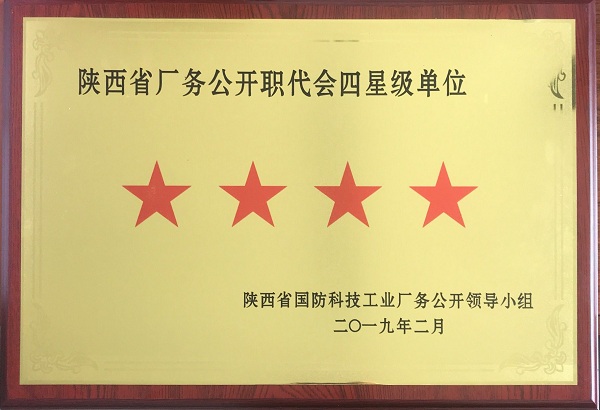 陕西省厂务公开职代会四星级单位
陕西省国防科技工业厂务公开领导小组
二〇一九年二月